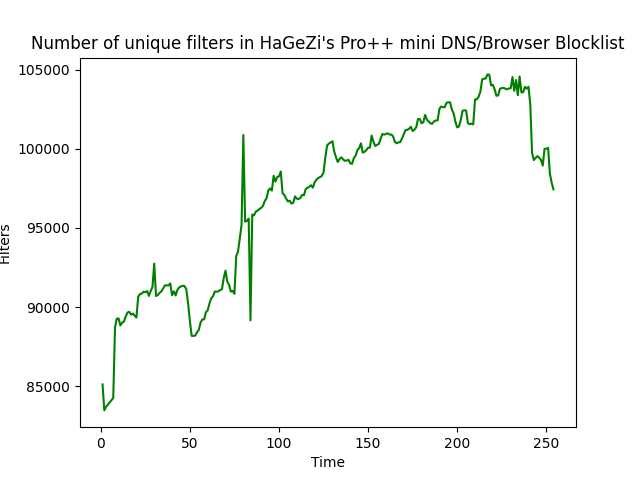 Number of unique filters in HaGeZi's Pro++ mini DNS/Browser Blocklist
105000
100000
95000
90000
85000
Filters
0 50 100 150 200 250
Time